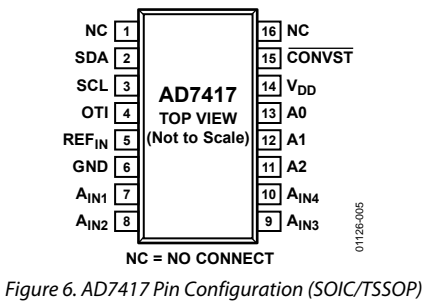 NC 1 16 NC
SDA 2 15 CONVST
SCL 3 14 VDD
OTI 4 13 A0
REFIN 5 12 A1
GND 6 11 A2
AIN1 7 10 AIN4
AIN2 8 9 AIN3
AD7417
TOP VIEW
(Not to Scale)
NC = NO CONNECT
01126-005
Figure 6. AD7417 Pin Configuration (SOIC/TSSOP)